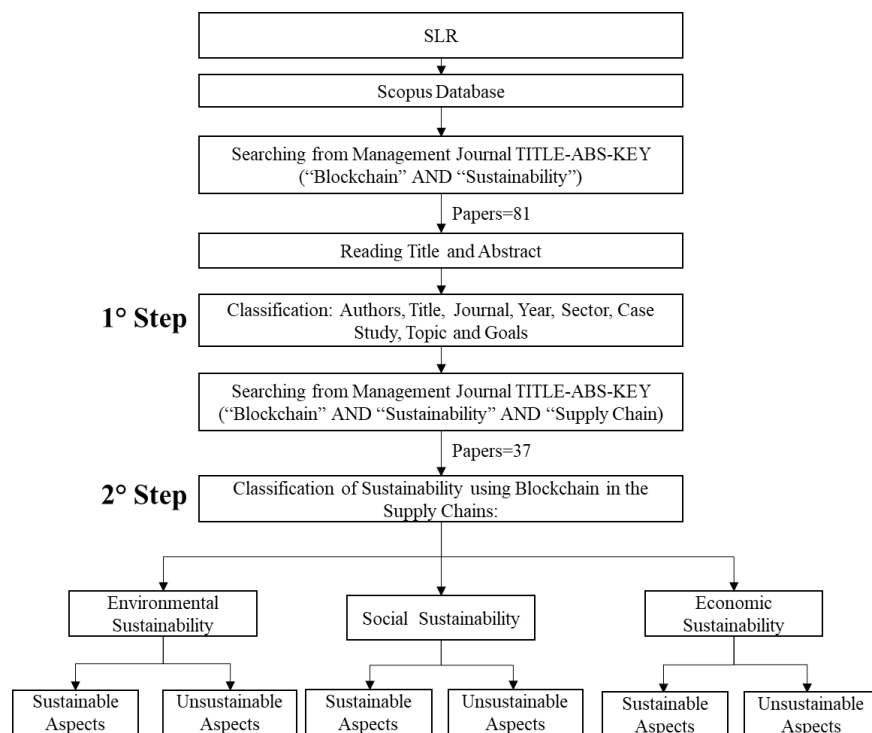 SLR
Scopus Database
Searching from Management Journal TITLE-ABS-KEY
(“Blockchain” AND “Sustainability”)
Papers=81
Reading Title and Abstract
1° Step
Classification: Authors, Title, Journal, Year, Sector, Case
Study, Topic and Goals
Searching from Management Journal TITLE-ABS-KEY
(“Blockchain” AND “Sustainability” AND “Supply Chain)
Papers=37
2° Step
Classification of Sustainability using Blockchain in the
Supply Chains:
Environmental
Sustainability
Social Sustainability
Economic
Sustainability
Sustainable
Aspects
Unsustainable
Aspects
Sustainable
Aspects
Unsustainable
Aspects
Sustainable
Aspects
Unsustainable
Aspects